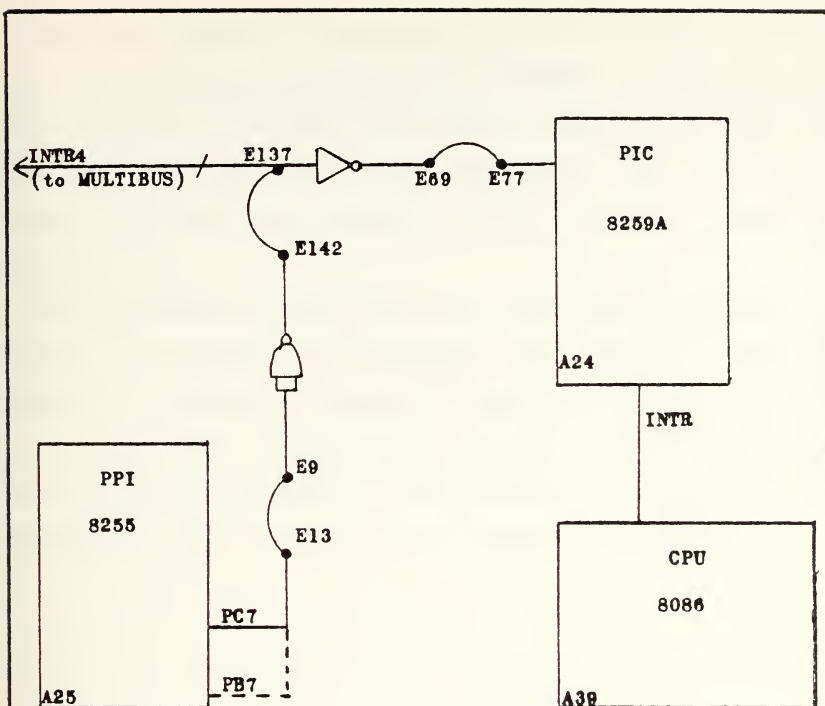 INTR4
(to MULTIBUS)
E137
E69
E77
PIC
8259A
A24
E142
INTR
E9
E13
PPI
8255
PC7
PB7
A25
CPU
8086
A39